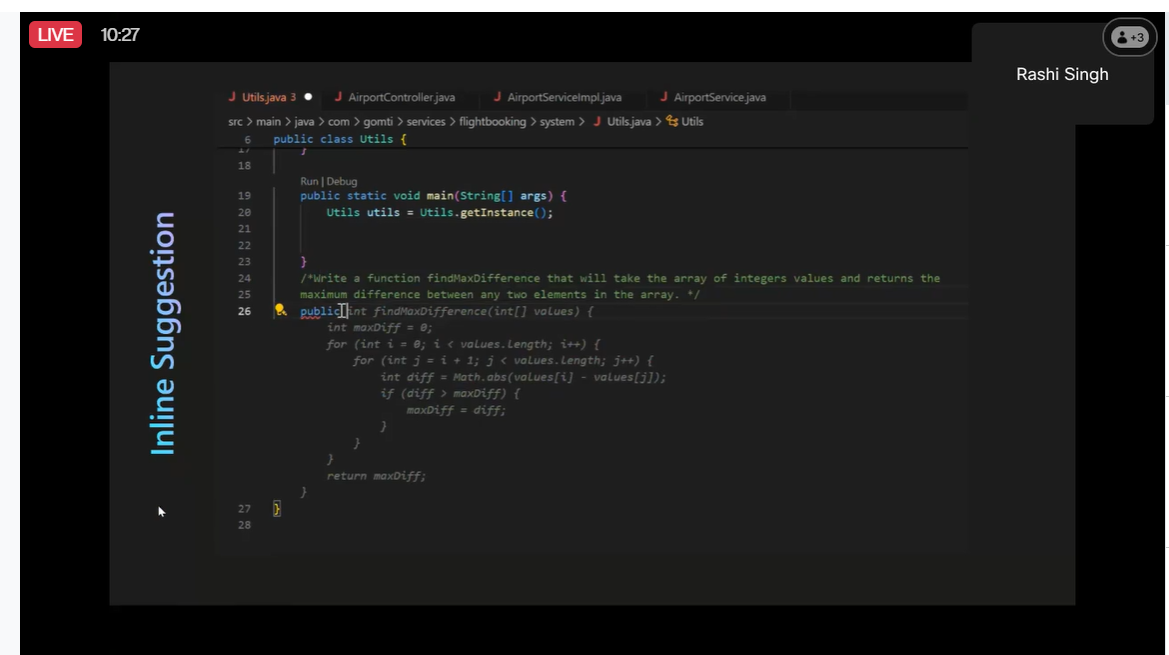 LIVE 10:27
+3
Rashi Singh
Inline Suggestion
J Utils.java 3 J AirportController.java J AirportServiceImpl.java J AirportService.java
src > main > java > com > gomti > services > flightbooking > system > J Utils.java > Utils
6 public class Utils {
17 }
18
Run | Debug
19 public static void main(String[] args) {
20 Utils utils = Utils.getInstance();
21
22
23 }
24 /*Write a function findMaxDifference that will take the array of integers values and returns the
25 maximum difference between any two elements in the array. */
26 public int findMaxDifference(int[] values) {
int maxDiff = 0;
for (int i = 0; i < values.length; i++) {
for (int j = i + 1; j < values.length; j++) {
int diff = Math.abs(values[i] - values[j]);
if (diff > maxDiff) {
maxDiff = diff;
}
}
}
return maxDiff;
}
27 }
28